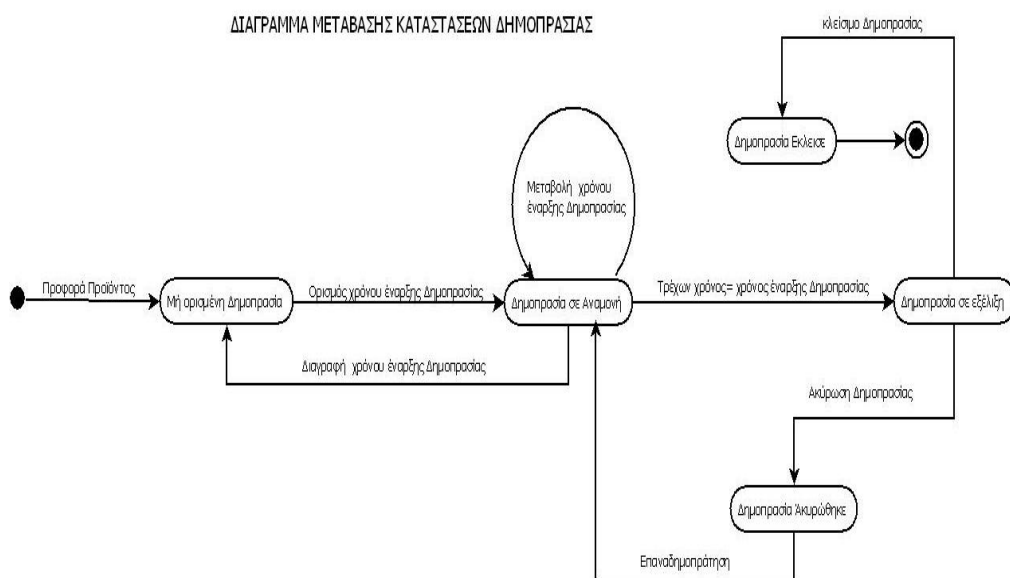 ΔΙΑΓΡΑΜΜΑ ΜΕΤΑΒΑΣΗΣ ΚΑΤΑΣΤΑΣΕΩΝ ΔΗΜΟΠΡΑΣΙΑΣ
κλείσιμο Δημοπρασίας
Δημοπρασία Εκλεισε
Μεταβολή χρόνου
έναρξης Δημοπρασίας
Προφορά Προϊόντος
Μή ορισμένη Δημοπρασία
Ορισμός χρόνου έναρξης Δημοπρασίας
Δημοπρασία σε Αναμονή
Τρέχων χρόνος= χρόνος έναρξης Δημοπρασίας
Δημοπρασία σε εξέλιξη
Διαγραφή χρόνου έναρξης Δημοπρασίας
Ακύρωση Δημοπρασίας
Δημοπρασία Άκυρώθηκε
Επαναδημοπράτηση